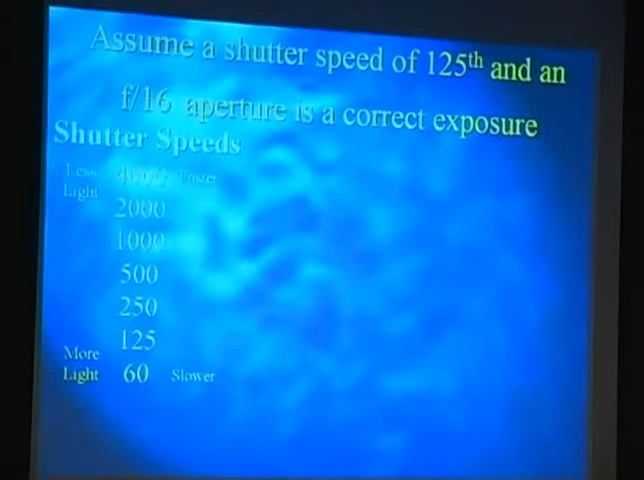 Assume a shutter speed of 125th and an
f/16 aperture is a correct exposure
Shutter Speeds
Less
Light
Faster
2000
1000
500
250
125
More
Light 60 Slower